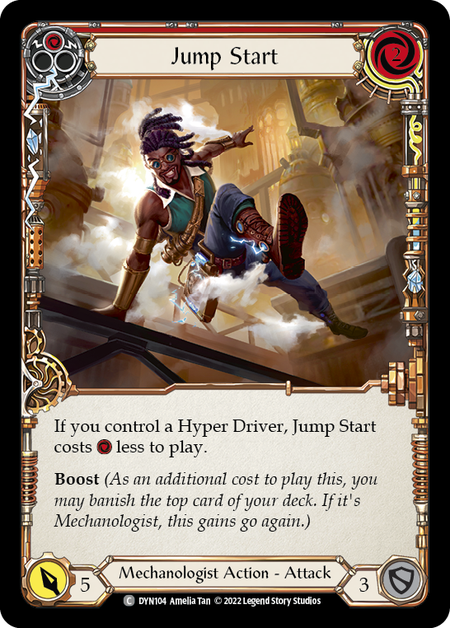 Jump Start
2
If you control a Hyper Driver, Jump Start
costs less to play.
Boost (As an additional cost to play this, you
may banish the top card of your deck. If it's
Mechanologist, this gains go again.)
5
Mechanologist Action - Attack
3
C DYN104 Amelia Tan © 2022 Legend Story Studios